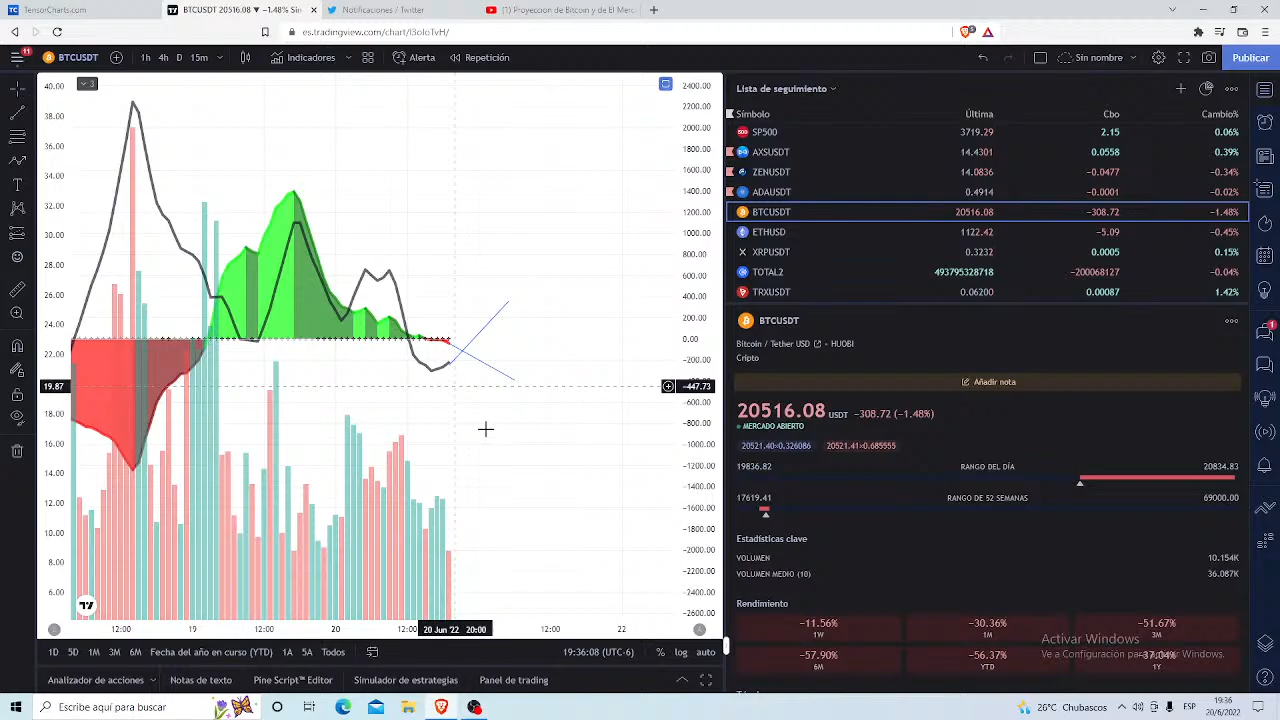 TensorCharts.com
BTCUSDT 20516.08 ▼ −1.48% Sin
Notificaciones / Twitter
(1) Proyeccion de Bitcoin y de El Merc
es.tradingview.com/chart/
11
BTCUSDT
1h 4h D 15m
Indicadores
Alerta
Repetición
Sin nombre
Publicar
3
40.00
38.00
36.00
34.00
32.00
30.00
28.00
26.00
24.00
22.00
19.87
18.00
16.00
14.00
12.00
10.00
8.00
6.00
2400.00
2200.00
2000.00
1800.00
1600.00
1400.00
1200.00
1000.00
800.00
600.00
400.00
200.00
0.00
−200.00
−447.73
−600.00
−800.00
−1000.00
−1200.00
−1400.00
−1600.00
−1800.00
−2000.00
−2200.00
−2400.00
−2600.00
12:00 19 12:00 20 12:00 20 Jun '22 20:00 12:00 22
1D 5D 1M 3M 6M Fecha del año en curso (YTD) 1A 5A Todos
19:36:08 (UTC-6) % log auto
Analizador de acciones Notas de texto Pine Script™ Editor Simulador de estrategias Panel de trading
Lista de seguimiento
Símbolo Última Cbo Cambio%
SP500 3719.29 2.15 0.06%
AXSUSDT 14.4301 0.0558 0.39%
ZENUSDT 14.0836 −0.0477 −0.34%
ADAUSDT 0.4914 −0.0001 −0.02%
BTCUSDT 20516.08 −308.72 −1.48%
ETHUSD 1122.42 −5.09 −0.45%
XRPUSDT 0.3232 0.0005 0.15%
TOTAL2 493795328718 −200068127 −0.04%
TRXUSDT 0.06200 0.00087 1.42%
BTCUSDT
Bitcoin / Tether USD · HUOBI
Cripto
Añadir nota
20516.08 USDT −308.72 (−1.48%)
MERCADO ABIERTO
20521.40×0.326086 20521.41×0.685555
19836.82 RANGO DEL DÍA 20834.83
17619.41 RANGO DE 52 SEMANAS 69000.00
Estadísticas clave
VOLUMEN 10.154K
VOLUMEN MEDIO (10) 36.087K
Rendimiento
−11.56% −30.36% −51.62%
1W 1M 3M
−57.90% −56.37% −37.04%
6M YTD 1Y
Activar Windows
Ve a Configuración para activar Windows.
Escribe aquí para buscar
26°C Chubascos
ESP
19:36
20/6/2022